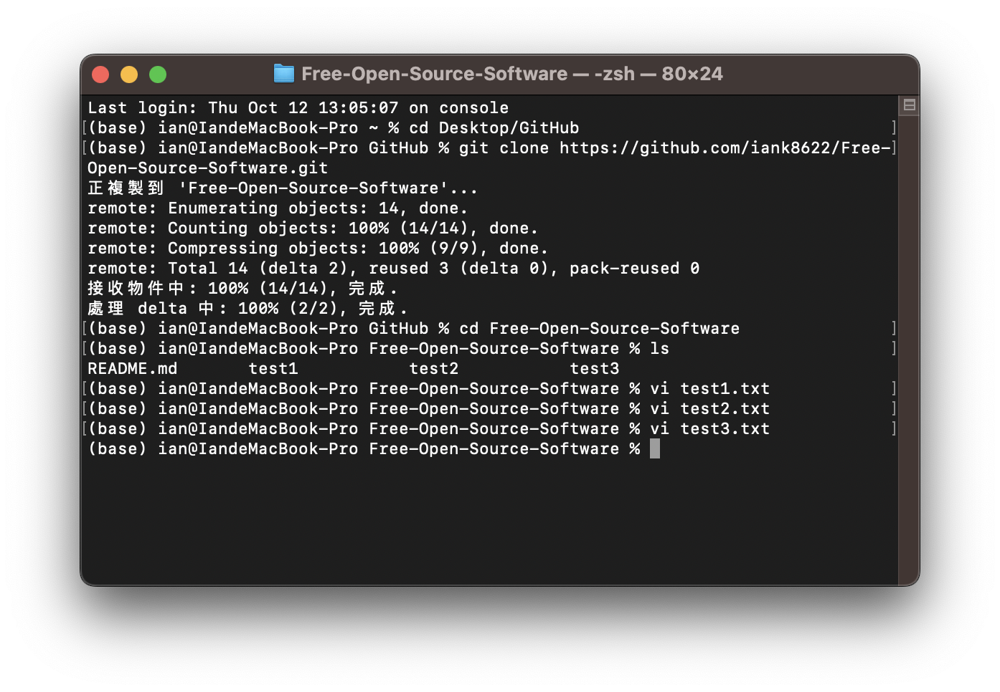 Free-Open-Source-Software — -zsh — 80×24
Last login: Thu Oct 12 13:05:07 on console
[(base) ian@IandeMacBook-Pro ~ % cd Desktop/GitHub ]
[(base) ian@IandeMacBook-Pro GitHub % git clone https://github.com/iank8622/Free-]
Open-Source-Software.git
正複製到 'Free-Open-Source-Software'...
remote: Enumerating objects: 14, done.
remote: Counting objects: 100% (14/14), done.
remote: Compressing objects: 100% (9/9), done.
remote: Total 14 (delta 2), reused 3 (delta 0), pack-reused 0
接收物件中: 100% (14/14), 完成.
處理 delta 中: 100% (2/2), 完成.
[(base) ian@IandeMacBook-Pro GitHub % cd Free-Open-Source-Software ]
[(base) ian@IandeMacBook-Pro Free-Open-Source-Software % ls ]
README.md test1 test2 test3
[(base) ian@IandeMacBook-Pro Free-Open-Source-Software % vi test1.txt ]
[(base) ian@IandeMacBook-Pro Free-Open-Source-Software % vi test2.txt ]
[(base) ian@IandeMacBook-Pro Free-Open-Source-Software % vi test3.txt ]
(base) ian@IandeMacBook-Pro Free-Open-Source-Software %